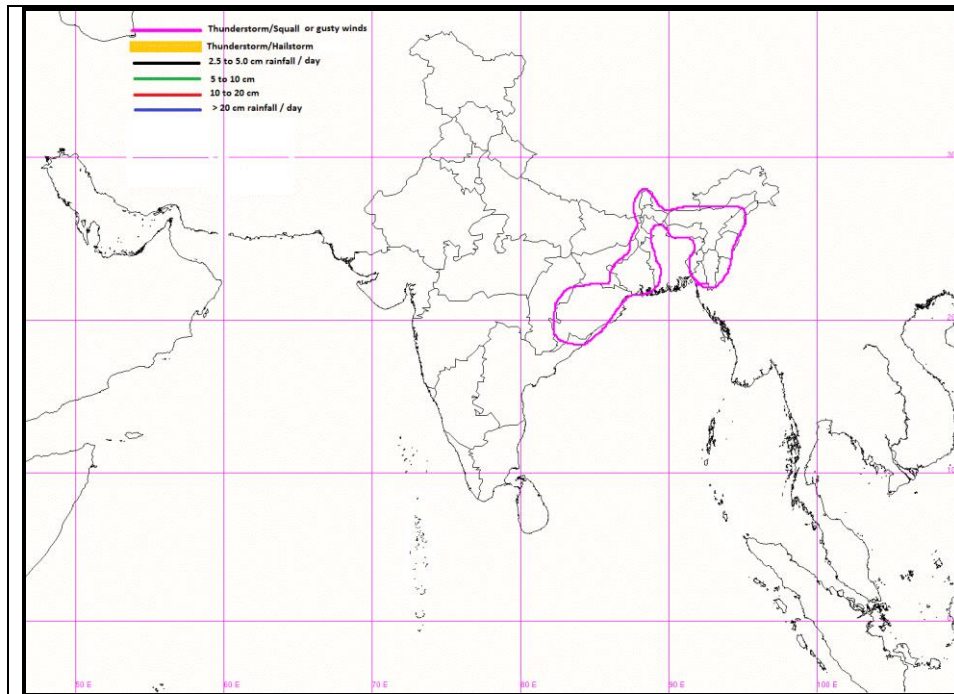 Thunderstorm/Squall or gusty winds
Thunderstorm/Hailstorm
2.5 to 5.0 cm rainfall / day
5 to 10 cm
10 to 20 cm
> 20 cm rainfall / day
50 E
60 E
70 E
80 E
90 E
100 E